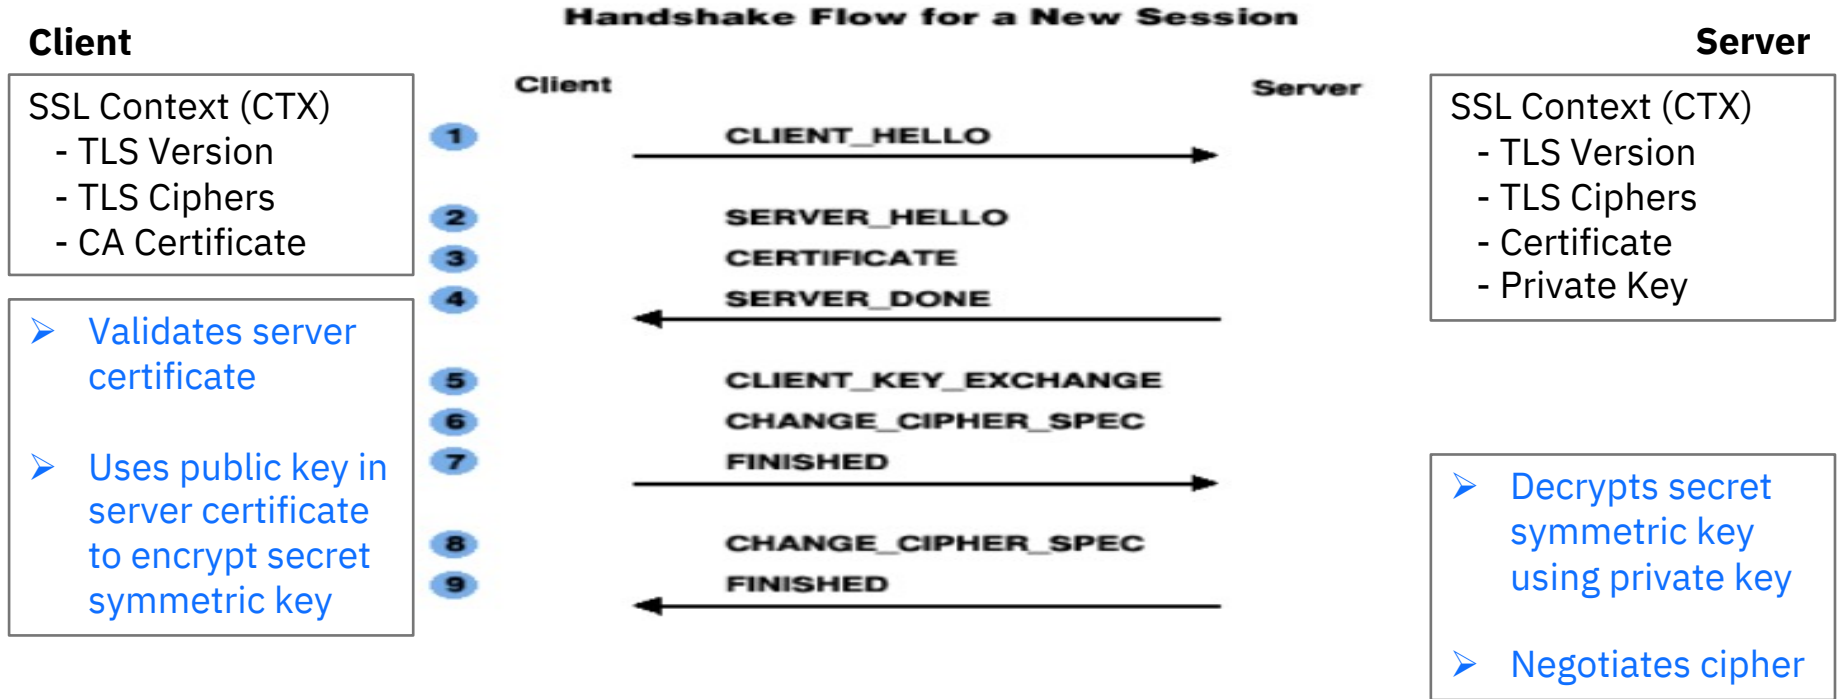 Handshake Flow for a New Session
Client
Server
SSL Context (CTX)
- TLS Version
- TLS Ciphers
- CA Certificate
➢ Validates server
certificate
➢ Uses public key in
server certificate
to encrypt secret
symmetric key
Client
Server
1 CLIENT_HELLO
2 SERVER_HELLO
3 CERTIFICATE
4 SERVER_DONE
5 CLIENT_KEY_EXCHANGE
6 CHANGE_CIPHER_SPEC
7 FINISHED
8 CHANGE_CIPHER_SPEC
9 FINISHED
SSL Context (CTX)
- TLS Version
- TLS Ciphers
- Certificate
- Private Key
➢ Decrypts secret
symmetric key
using private key
➢ Negotiates cipher